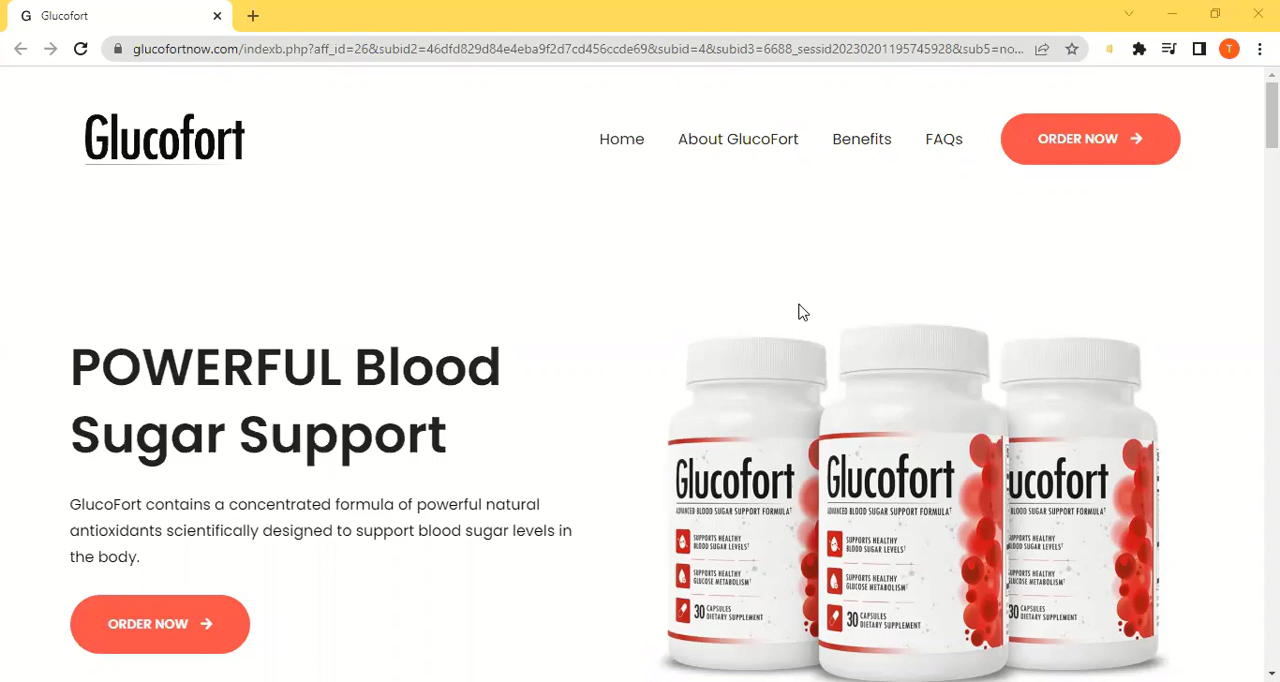 Glucofort
glucofortnow.com/indexb.php?aff_id=26&subid2=46dfd829d84e4eba9f2d7cd456ccde69&subid=4&subid3=6688_sessid20230201195745928&sub5=no...
T
Glucofort
Home
About GlucoFort
Benefits
FAQs
ORDER NOW
POWERFUL Blood
Sugar Support
GlucoFort contains a concentrated formula of powerful natural
antioxidants scientifically designed to support blood sugar levels in
the body.
ORDER NOW
Glucofort
ADVANCED BLOOD SUGAR SUPPORT FORMULA†
SUPPORTS HEALTHY
BLOOD SUGAR LEVELS†
SUPPORTS HEALTHY
GLUCOSE METABOLISM†
30 CAPSULES
DIETARY SUPPLEMENT
Glucofort
ADVANCED BLOOD SUGAR SUPPORT FORMULA†
SUPPORTS HEALTHY
BLOOD SUGAR LEVELS†
SUPPORTS HEALTHY
GLUCOSE METABOLISM†
30 CAPSULES
DIETARY SUPPLEMENT
ucofort
BLOOD SUGAR SUPPORT FORMULA†
SUPPORTS HEALTHY
BLOOD SUGAR LEVELS†
SUPPORTS HEALTHY
GLUCOSE METABOLISM†
30 CAPSULES
DIETARY SUPPLEMENT